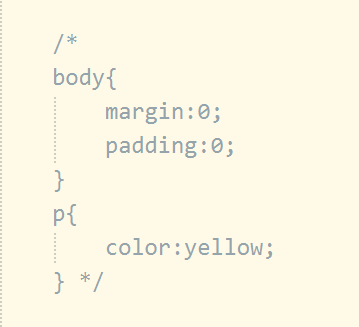 /*
body{
    margin:0;
    padding:0;
}
p{
    color:yellow;
} */